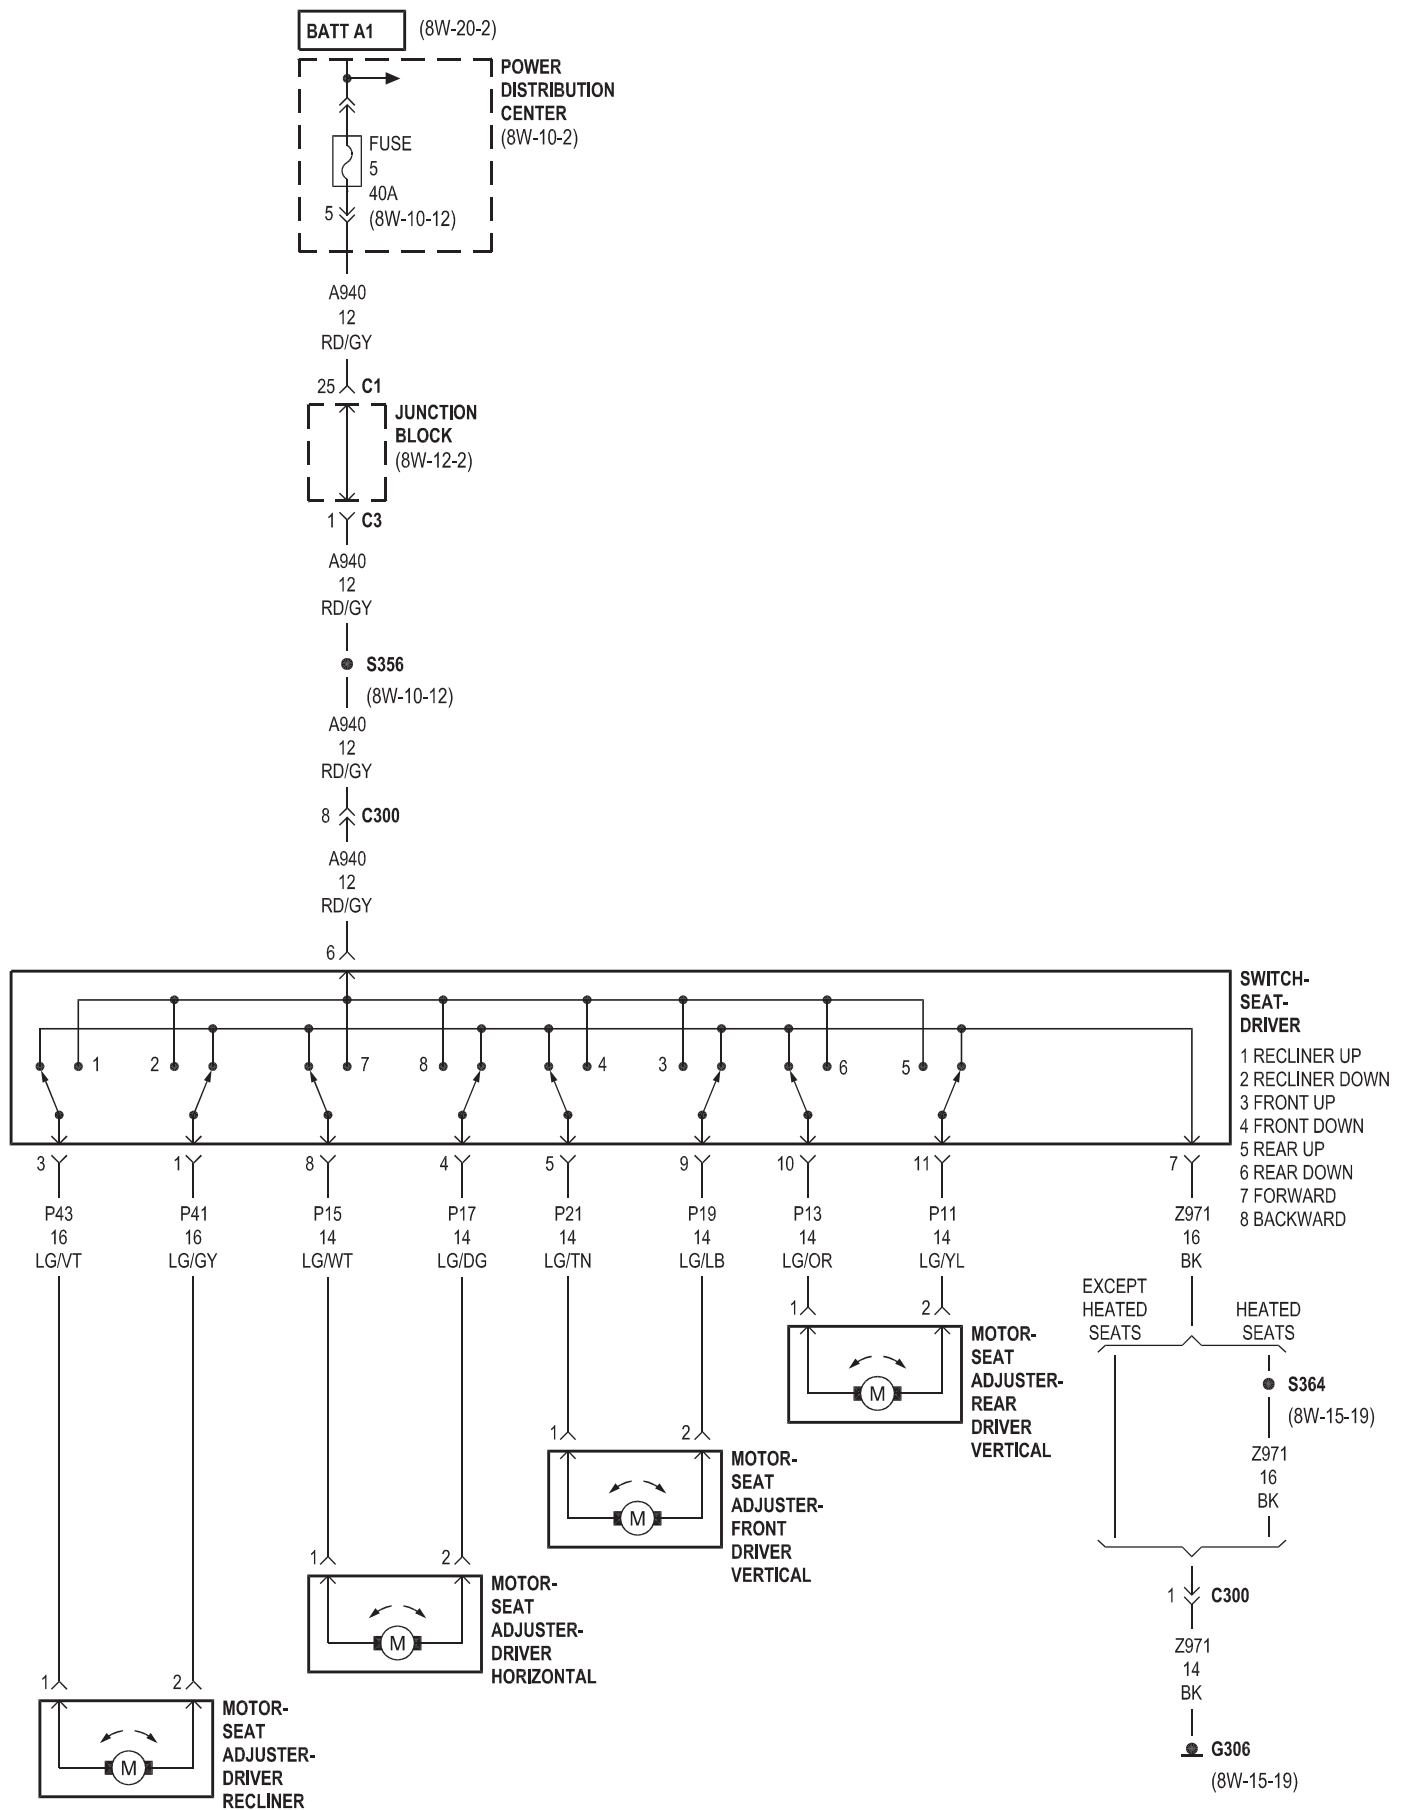 BATT A1 (8W-20-2)
POWER
DISTRIBUTION
CENTER
(8W-10-2)
FUSE
5
40A
(8W-10-12)
5
A940
12
RD/GY
25 C1
JUNCTION
BLOCK
(8W-12-2)
1 C3
A940
12
RD/GY
S356
(8W-10-12)
A940
12
RD/GY
8 C300
A940
12
RD/GY
6
SWITCH-
SEAT-
DRIVER
1 RECLINER UP
2 RECLINER DOWN
3 FRONT UP
4 FRONT DOWN
5 REAR UP
6 REAR DOWN
7 FORWARD
8 BACKWARD
1 2 7 8 4 3 6 5
3 1 8 4 5 9 10 11 7
P43 P41 P15 P17 P21 P19 P13 P11 Z971
16 16 14 14 14 14 14 14 16
LG/VT LG/GY LG/WT LG/DG LG/TN LG/LB LG/OR LG/YL BK
EXCEPT
HEATED
SEATS
HEATED
SEATS
1 2
M
MOTOR-
SEAT
ADJUSTER-
REAR
DRIVER
VERTICAL
S364
(8W-15-19)
Z971
16
BK
1 2
M
MOTOR-
SEAT
ADJUSTER-
FRONT
DRIVER
VERTICAL
1 2
M
MOTOR-
SEAT
ADJUSTER-
DRIVER
HORIZONTAL
1 C300
Z971
14
BK
1 2
M
MOTOR-
SEAT
ADJUSTER-
DRIVER
RECLINER
G306
(8W-15-19)